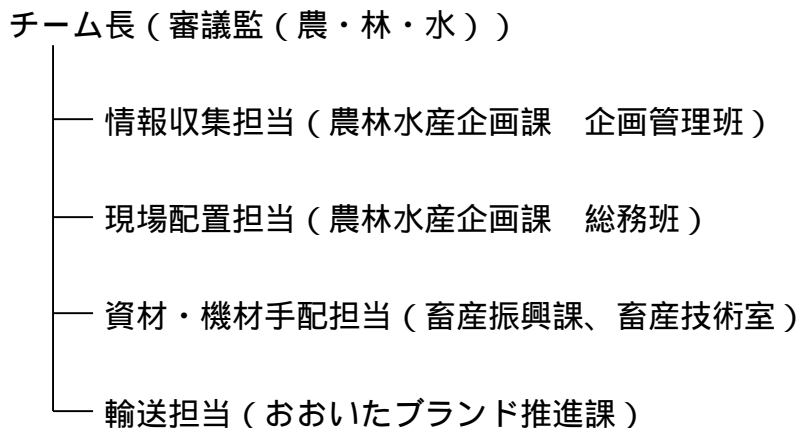 チーム長（審議監（農・林・水））
情報収集担当（農林水産企画課　企画管理班）
現場配置担当（農林水産企画課　総務班）
資材・機材手配担当（畜産振興課、畜産技術室）
輸送担当（おおいたブランド推進課）